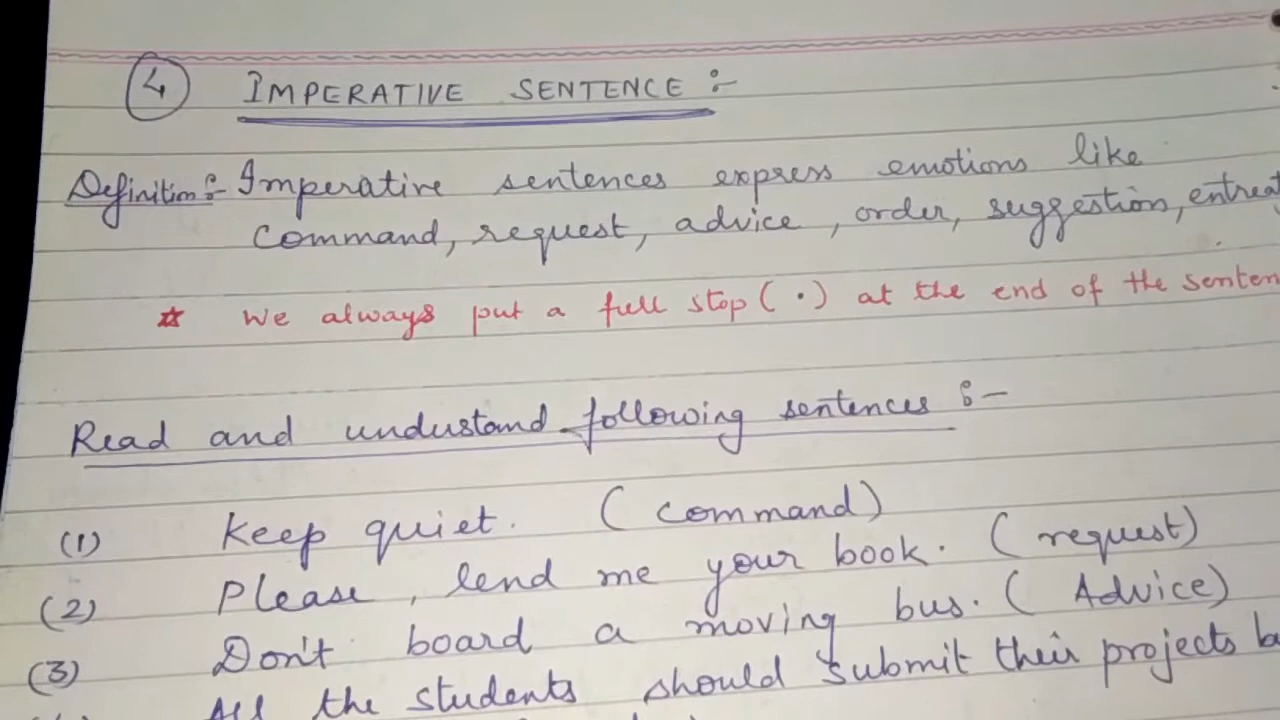 4 IMPERATIVE SENTENCE :-
Definition :- Imperative sentences express emotions like
command, request, advice, order, suggestion,
☆ We always put a full stop ( . ) at the end of the
Read and understand following sentences :-
(1) Keep quiet. (Command)
(2) Please, lend me your book. (request)
(3) Don't board a moving bus. (Advice)
All the students should submit their projects